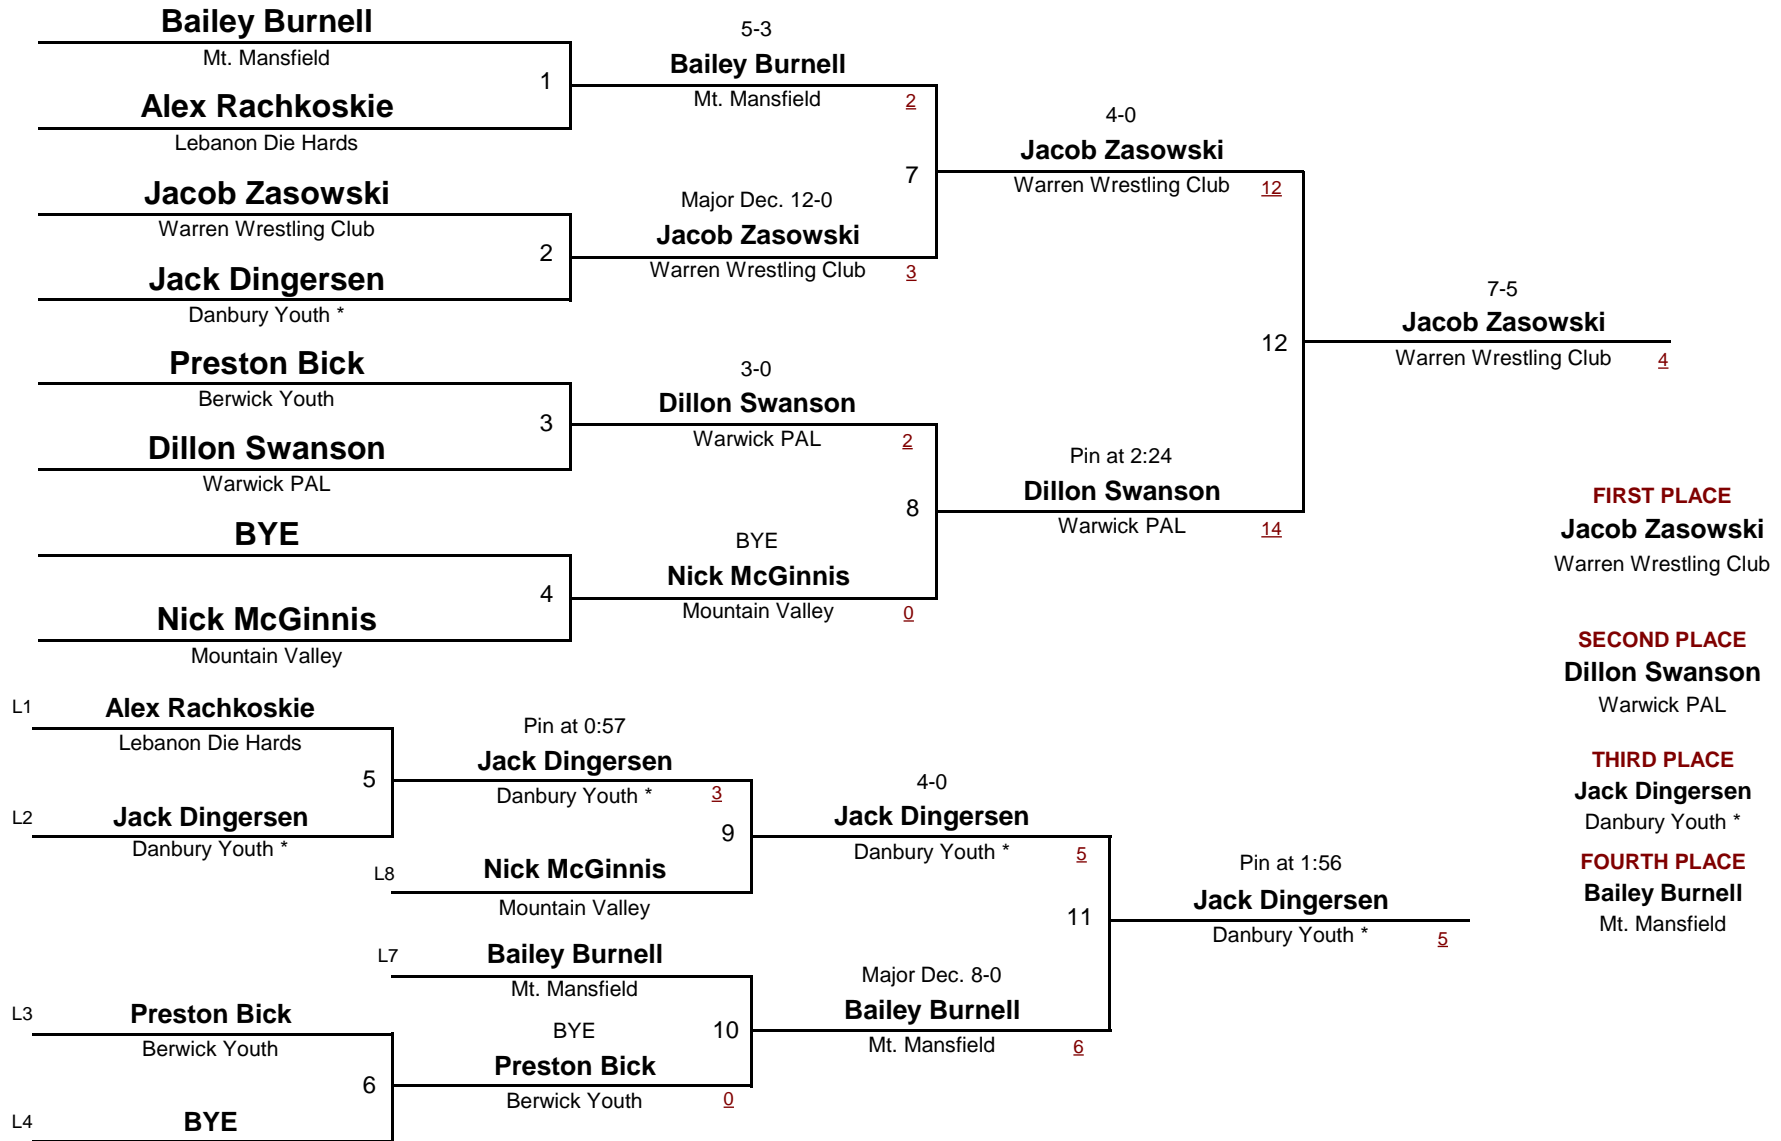 Bailey Burnell
Mt. Mansfield
1
Alex Rachkoskie
Lebanon Die Hards
5-3
Bailey Burnell
Mt. Mansfield 2
Jacob Zasowski
Warren Wrestling Club
2
Jack Dingersen
Danbury Youth *
Major Dec. 12-0
Jacob Zasowski
Warren Wrestling Club 3
7
4-0
Jacob Zasowski
Warren Wrestling Club 12
Preston Bick
Berwick Youth
3
Dillon Swanson
Warwick PAL
3-0
Dillon Swanson
Warwick PAL 2
BYE
4
Nick McGinnis
Mountain Valley
BYE
Nick McGinnis
Mountain Valley 0
8
Pin at 2:24
Dillon Swanson
Warwick PAL 14
12
7-5
Jacob Zasowski
Warren Wrestling Club 4
FIRST PLACE
Jacob Zasowski
Warren Wrestling Club
SECOND PLACE
Dillon Swanson
Warwick PAL
THIRD PLACE
Jack Dingersen
Danbury Youth *
FOURTH PLACE
Bailey Burnell
Mt. Mansfield
L1 Alex Rachkoskie
Lebanon Die Hards
5
L2 Jack Dingersen
Danbury Youth *
Pin at 0:57
Jack Dingersen
Danbury Youth * 3
9
L8 Nick McGinnis
Mountain Valley
4-0
Jack Dingersen
Danbury Youth * 5
L7 Bailey Burnell
Mt. Mansfield
10
L3 Preston Bick
Berwick Youth
6
L4 BYE
BYE
Preston Bick
Berwick Youth 0
Major Dec. 8-0
Bailey Burnell
Mt. Mansfield 6
11
Pin at 1:56
Jack Dingersen
Danbury Youth * 5